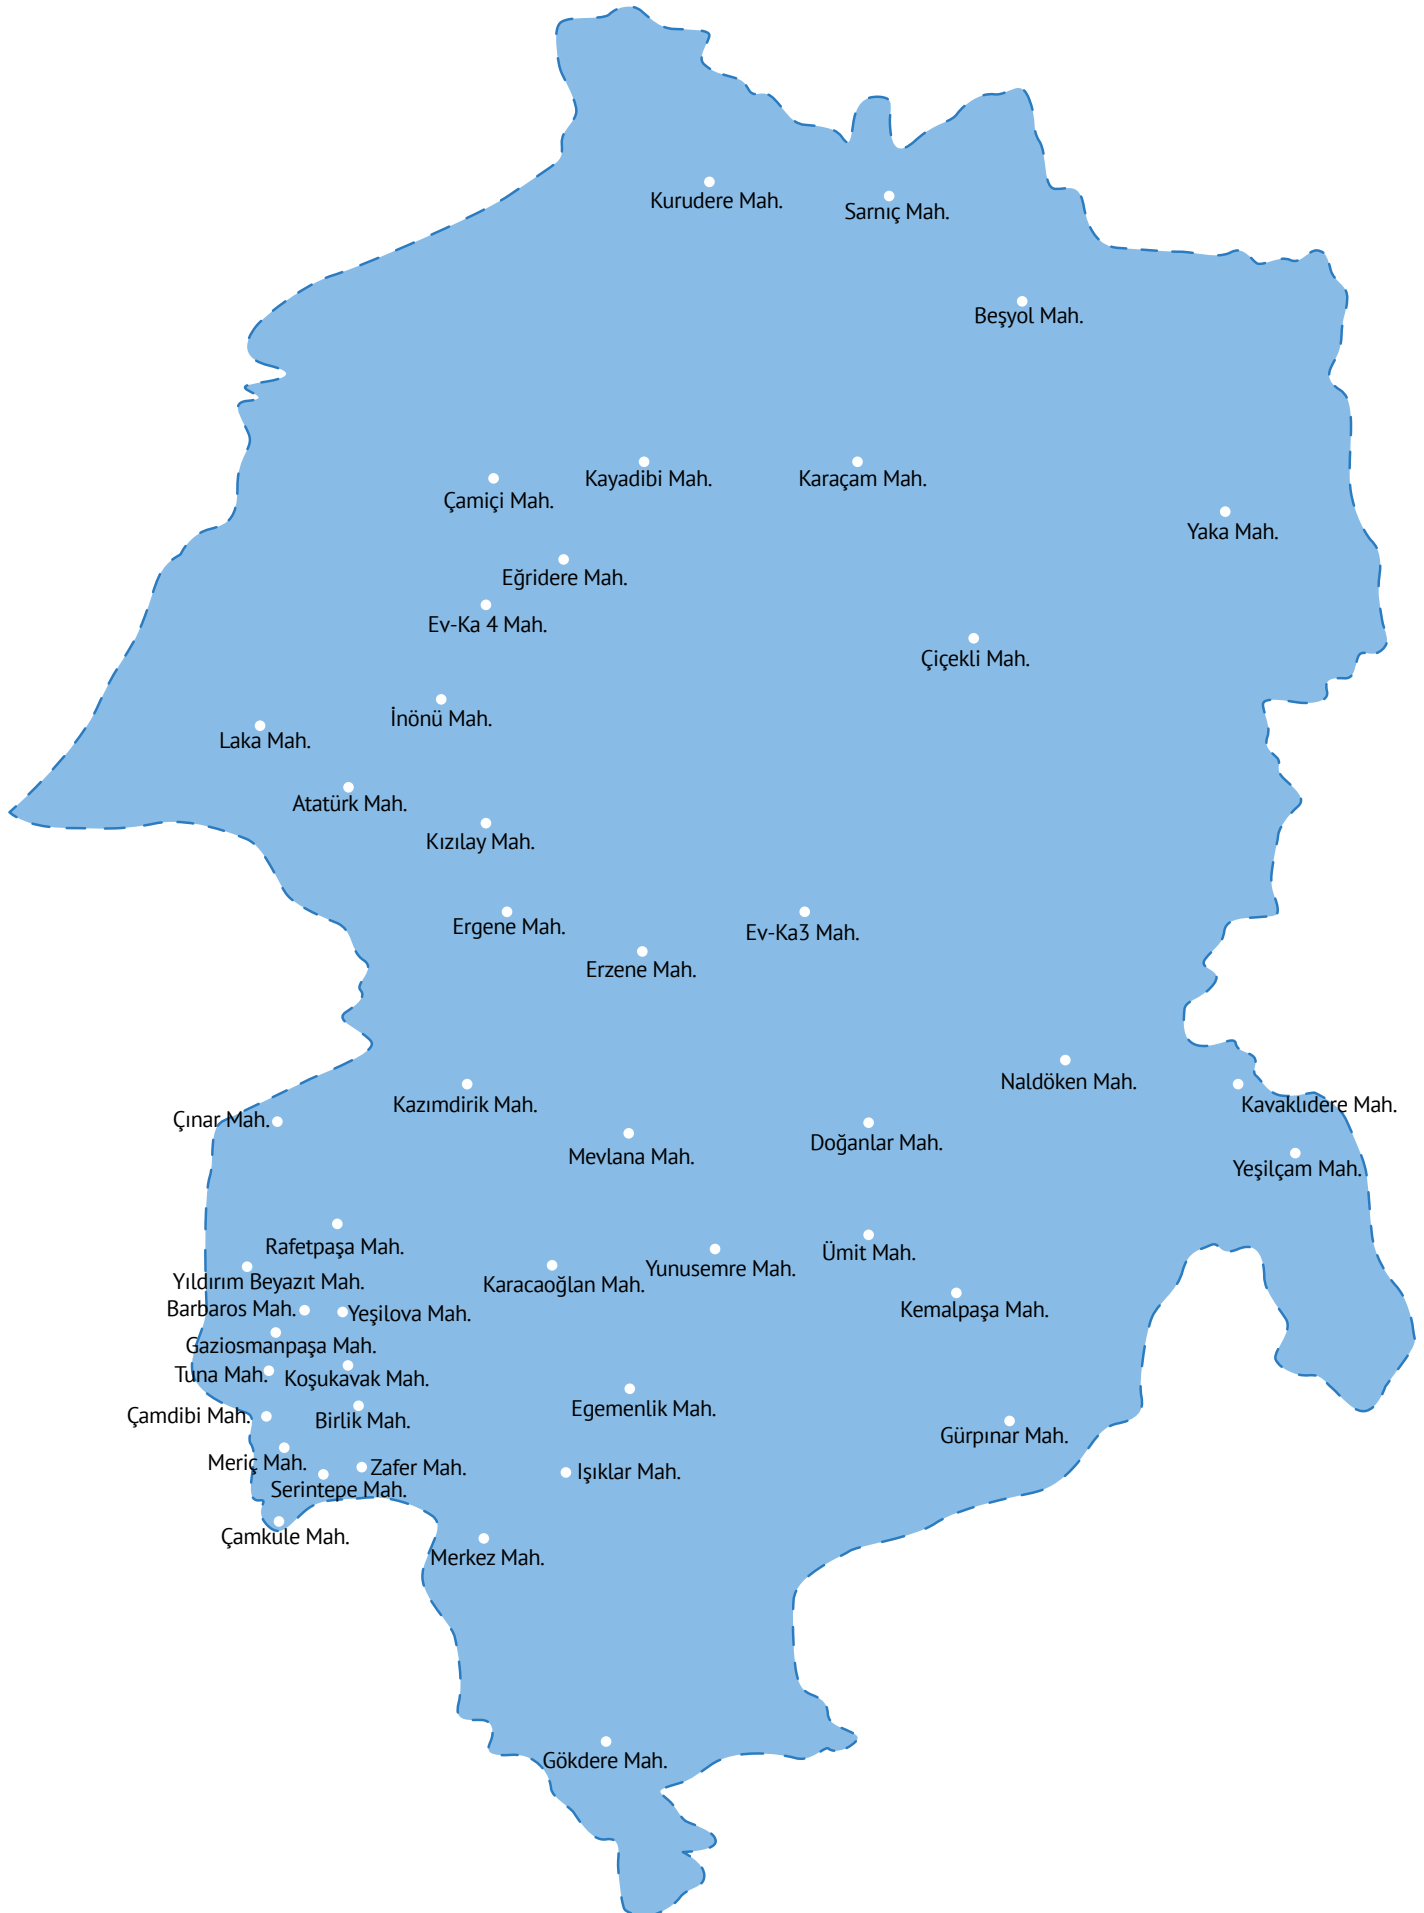 Kurudere Mah.
Sarnıç Mah.
Beşyol Mah.
Kayadibi Mah.
Karaçam Mah.
Çamiçi Mah.
Yaka Mah.
Eğridere Mah.
Ev-Ka 4 Mah.
Çiçekli Mah.
İnönü Mah.
Laka Mah.
Atatürk Mah.
Kızılay Mah.
Ergene Mah.
Ev-Ka3 Mah.
Erzene Mah.
Naldöken Mah.
Kazımdirik Mah.
Kavaklıdere Mah.
Çınar Mah.
Doğanlar Mah.
Mevlana Mah.
Yeşilçam Mah.
Rafetpaşa Mah.
Ümit Mah.
Yunusemre Mah.
Yıldırım Beyazıt Mah.
Karacaoğlan Mah.
Barbaros Mah.
Yeşilova Mah.
Kemalpaşa Mah.
Gaziosmanpaşa Mah.
Tuna Mah.
Koşukavak Mah.
Çamdibi Mah.
Birlik Mah.
Egemenlik Mah.
Gürpınar Mah.
Meriç Mah.
Zafer Mah.
Işıklar Mah.
Serintepe Mah.
Çamkule Mah.
Merkez Mah.
Gökdere Mah.